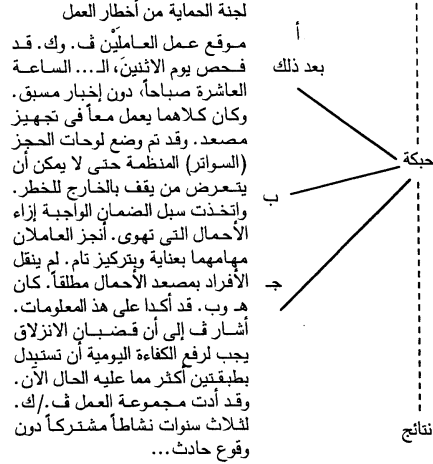 لجنة الحماية من أخطار العمل
موقع عمل العاملَيْن ڤ. وك. قد
فحص يوم الاثنينَ، الـ.... الساعة
العاشرة صباحاً، دون إخبار مسبق.
وكان كلاهما يعمل معاً فى تجهيز
مصعد. وقد تم وضع لوحات الحجز
(السواتر) المنظمة حتى لا يمكن أن
يتعرض من يقف بالخارج للخطر.
واتخذت سبل الضمان الواجبة إزاء
الأحمال التى تهوى. أنجز العاملان
مهامهما بعناية وبتركيز تام. لم ينقل
الأفراد بمصعد الأحمال مطلقاً. كان
هـ وب. قد أكدا على هذ المعلومات.
أشار ڤ إلى أن قضبان الانزلاق
يجب لرفع الكفاءة اليومية أن تستبدل
بطبقتين أكثر مما عليه الحال الآن.
وقد أدت مجموعة العمل ڤ./ك.
لثلاث سنوات نشاطاً مشتركاً دون
وقوع حادث...
أ
بعد ذلك
حبكة
ب
جـ
نتائج